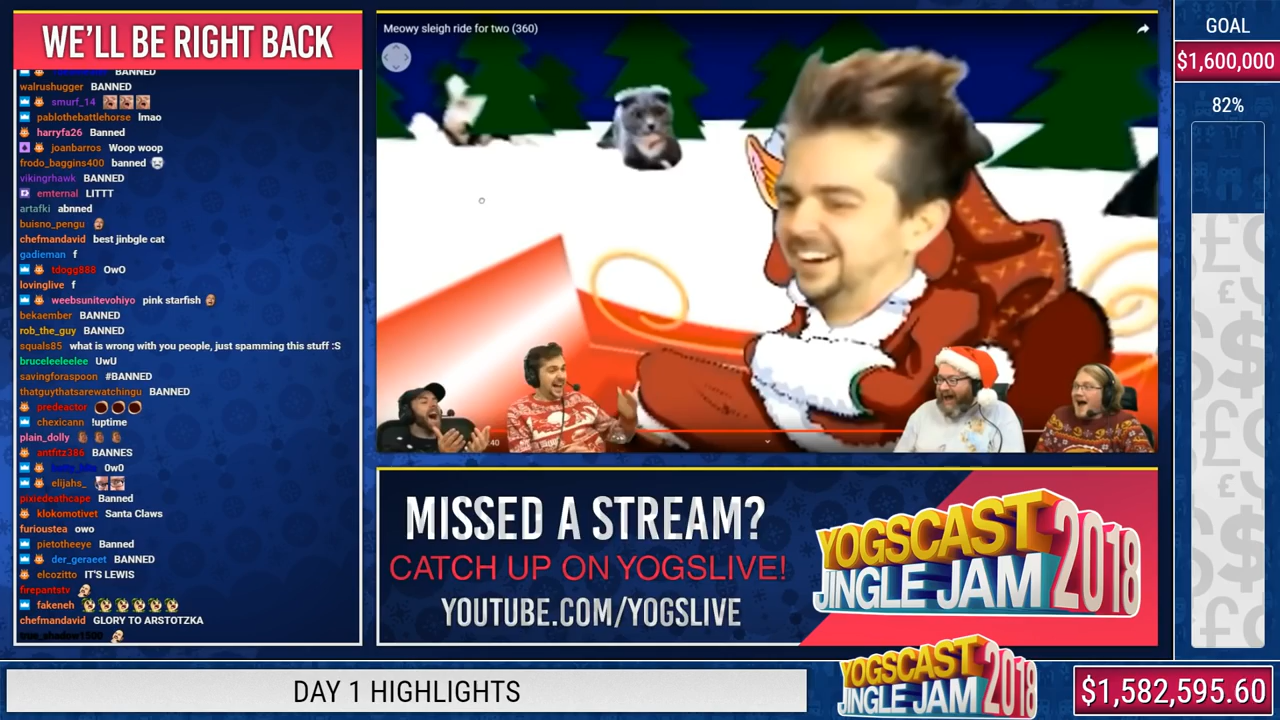 WE'LL BE RIGHT BACK
BANNED
walrushugger BANNED
smurf_14
pablothebattlehorse lmao
harryfa26 Banned
joanbarros Woop woop
frodo_baggins400 banned
vikingrhawk BANNED
emternal LITTT
artafki abnned
buisno_pengu
chefmandavid best jinbgle cat
gadieman f
tdogg888 OwO
lovinglive f
weebsunitevohiyo pink starfish
bekaember BANNED
rob_the_guy BANNED
squals85 what is wrong with you people, just spamming this stuff :S
bruceleeleelee UwU
savingforaspoon #BANNED
thatguythatsarewatchingu BANNED
predeactor
chexicann !uptime
plain_dolly
antfitz386 BANNES
0w0
elijahs_
pixiedeathcape Banned
klokomotivet Santa Claws
furioustea owo
pietotheeye Banned
der_geraeet BANNED
elcozitto IT'S LEWIS
firepantstv
fakeneh
chefmandavid GLORY TO ARSTOTZKA
true_shadow1500
Meowy sleigh ride for two (360)
40
MISSED A STREAM?
CATCH UP ON YOGSLIVE!
YOUTUBE.COM/YOGSLIVE
YOGSCAST
JINGLE JAM 2018
GOAL
$1,600,000
82%
DAY 1 HIGHLIGHTS
YOGSCAST
JINGLE JAM 2018
$1,582,595.60